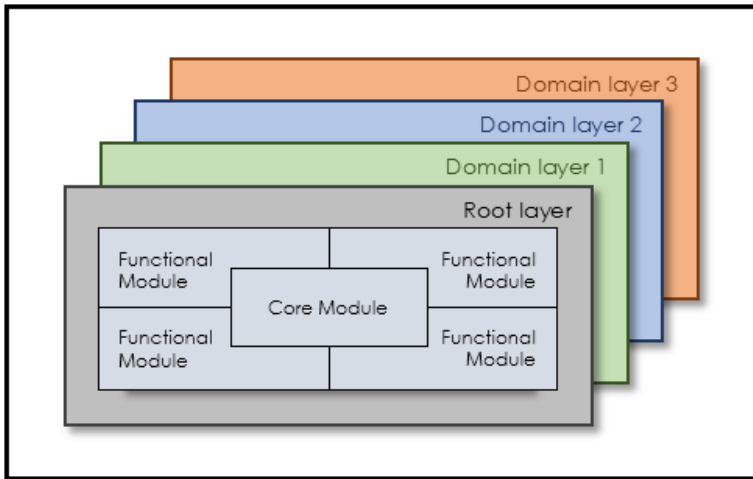 Domain layer 3
Domain layer 2
Domain layer 1
Root layer
Functional
Module
Functional
Module
Core Module
Functional
Module
Functional
Module